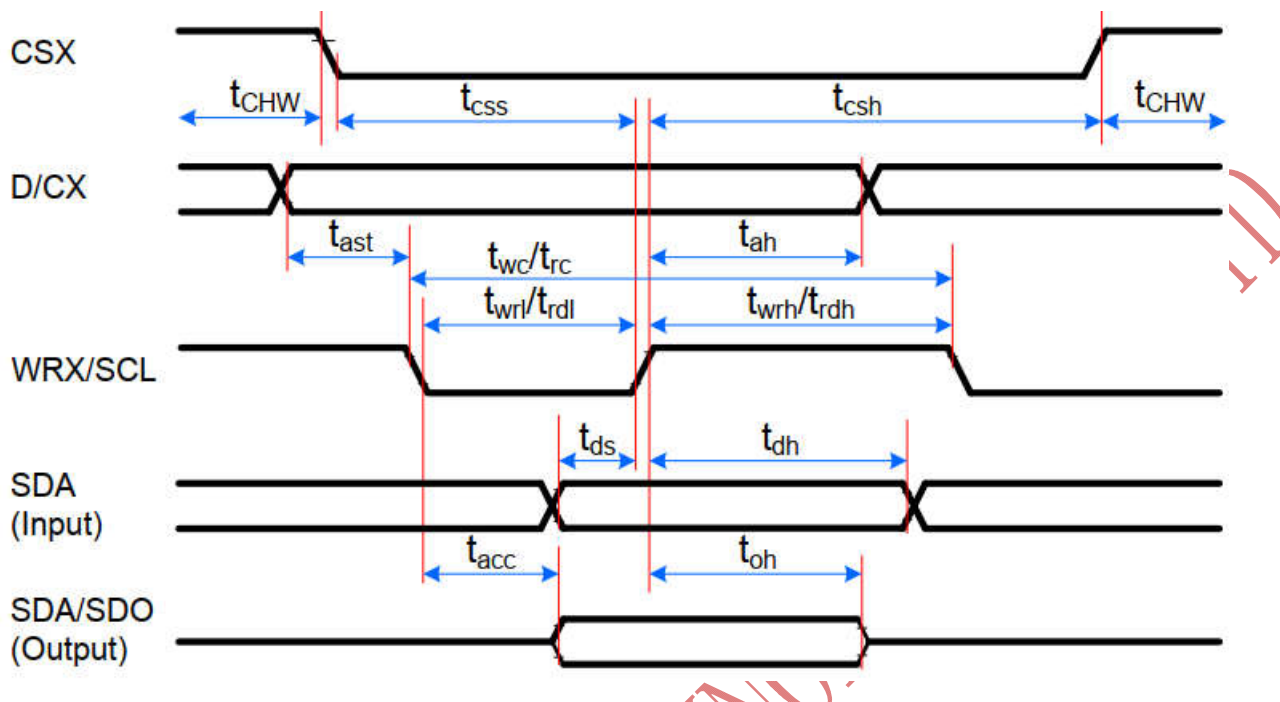 CSX
tCHW
tcss
tcsh
tCHW
D/CX
tast
tah
twc/trc
twrl/trdl
twrh/trdh
WRX/SCL
tds
tdh
SDA
(Input)
tacc
toh
SDA/SDO
(Output)